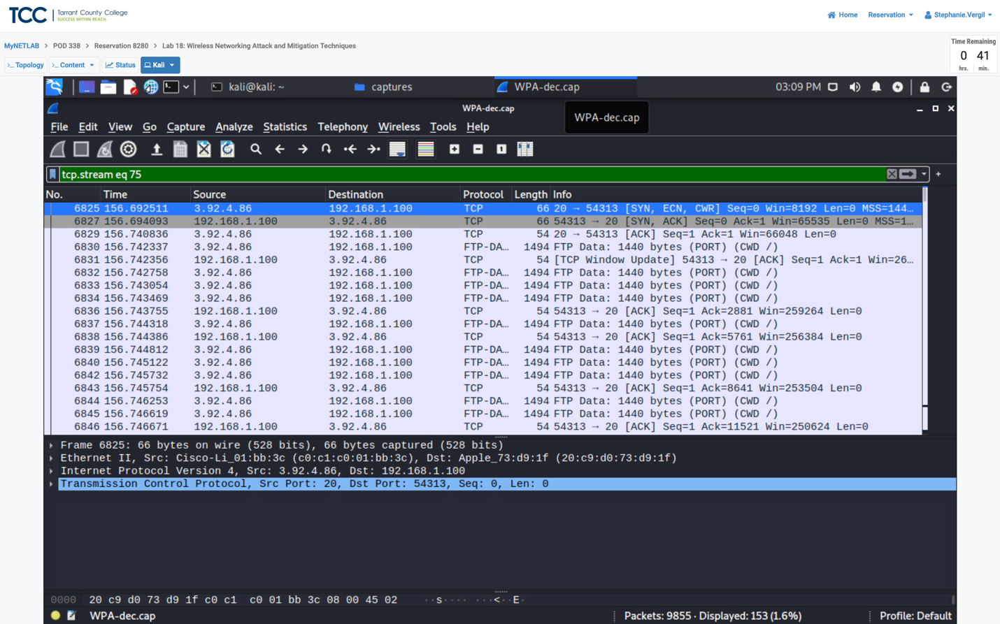 TCC Tarrant County College
SUCCESS WITHIN REACH.
Home Reservation Stephanie.Vergil
MyNETLAB > POD 338 > Reservation 8280 > Lab 18: Wireless Networking Attack and Mitigation Techniques
Time Remaining
0 41
hrs. min.
>_ Topology >_ Content Status Kali
kali@kali: ~ captures WPA-dec.cap 03:09 PM
WPA-dec.cap
WPA-dec.cap
File Edit View Go Capture Analyze Statistics Telephony Wireless Tools Help
tcp.stream eq 75
No. Time Source Destination Protocol Length Info
6825 156.692511 3.92.4.86 192.168.1.100 TCP 66 20 → 54313 [SYN, ECN, CWR] Seq=0 Win=8192 Len=0 MSS=144…
6827 156.694093 192.168.1.100 3.92.4.86 TCP 66 54313 → 20 [SYN, ACK] Seq=0 Ack=1 Win=65535 Len=0 MSS=1…
6829 156.740836 3.92.4.86 192.168.1.100 TCP 54 20 → 54313 [ACK] Seq=1 Ack=1 Win=66048 Len=0
6830 156.742337 3.92.4.86 192.168.1.100 FTP-DA… 1494 FTP Data: 1440 bytes (PORT) (CWD /)
6831 156.742356 192.168.1.100 3.92.4.86 TCP 54 [TCP Window Update] 54313 → 20 [ACK] Seq=1 Ack=1 Win=26…
6832 156.742758 3.92.4.86 192.168.1.100 FTP-DA… 1494 FTP Data: 1440 bytes (PORT) (CWD /)
6833 156.743054 3.92.4.86 192.168.1.100 FTP-DA… 1494 FTP Data: 1440 bytes (PORT) (CWD /)
6834 156.743469 3.92.4.86 192.168.1.100 FTP-DA… 1494 FTP Data: 1440 bytes (PORT) (CWD /)
6836 156.743755 192.168.1.100 3.92.4.86 TCP 54 54313 → 20 [ACK] Seq=1 Ack=2881 Win=259264 Len=0
6837 156.744318 3.92.4.86 192.168.1.100 FTP-DA… 1494 FTP Data: 1440 bytes (PORT) (CWD /)
6838 156.744386 192.168.1.100 3.92.4.86 TCP 54 54313 → 20 [ACK] Seq=1 Ack=5761 Win=256384 Len=0
6839 156.744812 3.92.4.86 192.168.1.100 FTP-DA… 1494 FTP Data: 1440 bytes (PORT) (CWD /)
6840 156.745122 3.92.4.86 192.168.1.100 FTP-DA… 1494 FTP Data: 1440 bytes (PORT) (CWD /)
6842 156.745732 3.92.4.86 192.168.1.100 FTP-DA… 1494 FTP Data: 1440 bytes (PORT) (CWD /)
6843 156.745754 192.168.1.100 3.92.4.86 TCP 54 54313 → 20 [ACK] Seq=1 Ack=8641 Win=253504 Len=0
6844 156.746253 3.92.4.86 192.168.1.100 FTP-DA… 1494 FTP Data: 1440 bytes (PORT) (CWD /)
6845 156.746619 3.92.4.86 192.168.1.100 FTP-DA… 1494 FTP Data: 1440 bytes (PORT) (CWD /)
6846 156.746671 192.168.1.100 3.92.4.86 TCP 54 54313 → 20 [ACK] Seq=1 Ack=11521 Win=250624 Len=0
Frame 6825: 66 bytes on wire (528 bits), 66 bytes captured (528 bits)
Ethernet II, Src: Cisco-Li_01:bb:3c (c0:c1:c0:01:bb:3c), Dst: Apple_73:d9:1f (20:c9:d0:73:d9:1f)
Internet Protocol Version 4, Src: 3.92.4.86, Dst: 192.168.1.100
Transmission Control Protocol, Src Port: 20, Dst Port: 54313, Seq: 0, Len: 0
0000 20 c9 d0 73 d9 1f c0 c1 c0 01 bb 3c 08 00 45 02 ··s···· ···<··E·
WPA-dec.cap Packets: 9855 · Displayed: 153 (1.6%) Profile: Default